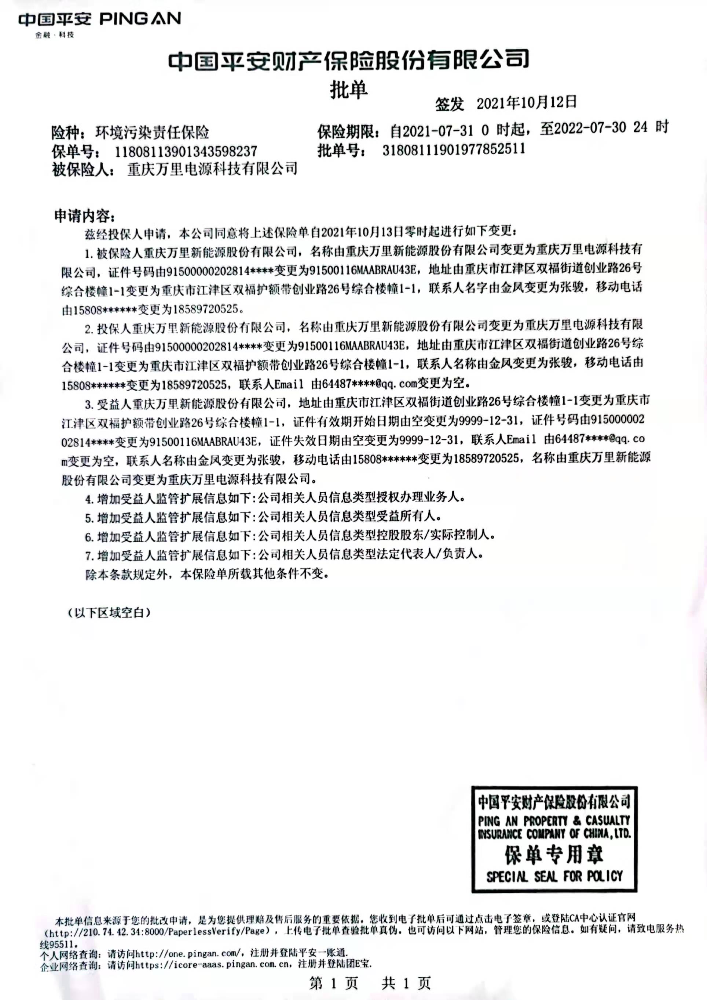 中国平安 PINGAN
金融·科技
中国平安财产保险股份有限公司
批单
签发 2021年10月12日
险种：环境污染责任保险 保险期限：自2021-07-31 0 时起，至2022-07-30 24 时
保单号： 11808113901343598237 批单号： 31808111901977852511
被保险人： 重庆万里电源科技有限公司
申请内容：
兹经投保人申请，本公司同意将上述保险单自2021年10月13日零时起进行如下变更：
1. 被保险人重庆万里新能源股份有限公司，名称由重庆万里新能源股份有限公司变更为重庆万里电源科技有
限公司，证件号码由91500000202814****变更为91500116MAABRAU43E，地址由重庆市江津区双福街道创业路26号
综合楼幢1-1变更为重庆市江津区双福护额带创业路26号综合楼幢1-1，联系人名字由金凤变更为张骏，移动电话
由15808******变更为18589720525。
2. 投保人重庆万里新能源股份有限公司，名称由重庆万里新能源股份有限公司变更为重庆万里电源科技有限
公司，证件号码由91500000202814****变更为91500116MAABRAU43E，地址由重庆市江津区双福街道创业路26号综
合楼幢1-1变更为重庆市江津区双福护额带创业路26号综合楼幢1-1，联系人名称由金凤变更为张骏，移动电话由
15808******变更为18589720525，联系人Email 由64487****@qq.com变更为空。
3. 受益人重庆万里新能源股份有限公司，地址由重庆市江津区双福街道创业路26号综合楼幢1-1变更为重庆市
江津区双福护额带创业路26号综合楼幢1-1，证件有效期开始日期由空变更为9999-12-31，证件号码由915000002
02814****变更为91500116MAABRAU43E，证件失效日期由空变更为9999-12-31，联系人Email 由64487****@qq.co
m变更为空，联系人名称由金凤变更为张骏，移动电话由15808******变更为18589720525，名称由重庆万里新能源
股份有限公司变更为重庆万里电源科技有限公司。
4. 增加受益人监管扩展信息如下:公司相关人员信息类型授权办理业务人。
5. 增加受益人监管扩展信息如下:公司相关人员信息类型受益所有人。
6. 增加受益人监管扩展信息如下:公司相关人员信息类型控股股东/实际控制人。
7. 增加受益人监管扩展信息如下:公司相关人员信息类型法定代表人/负责人。
除本条款规定外，本保险单所载其他条件不变。
（以下区域空白）
中国平安财产保险股份有限公司
PING AN PROPERTY & CASUALTY
INSURANCE COMPANY OF CHINA,LTD.
保单专用章
SPECIAL SEAL FOR POLICY
本批单信息来源于您的批改申请，是为您提供理赔及售后服务的重要依据。您收到电子批单后可通过点击电子签章，或登陆CA中心认证官网
（http://210.74.42.34:8000/PaperlessVerify/Page），上传电子批单查验批单真伪。也可访问以下网站，管理您的保险信息。如有疑问，请致电服务热
线95511。
个人网络查询：请访问http://one.pingan.com/，注册并登陆平安一账通.
企业网络查询：请访问https://icore-aaas.pingan.com.cn，注册并登陆团E宝.
第 1 页 共 1 页